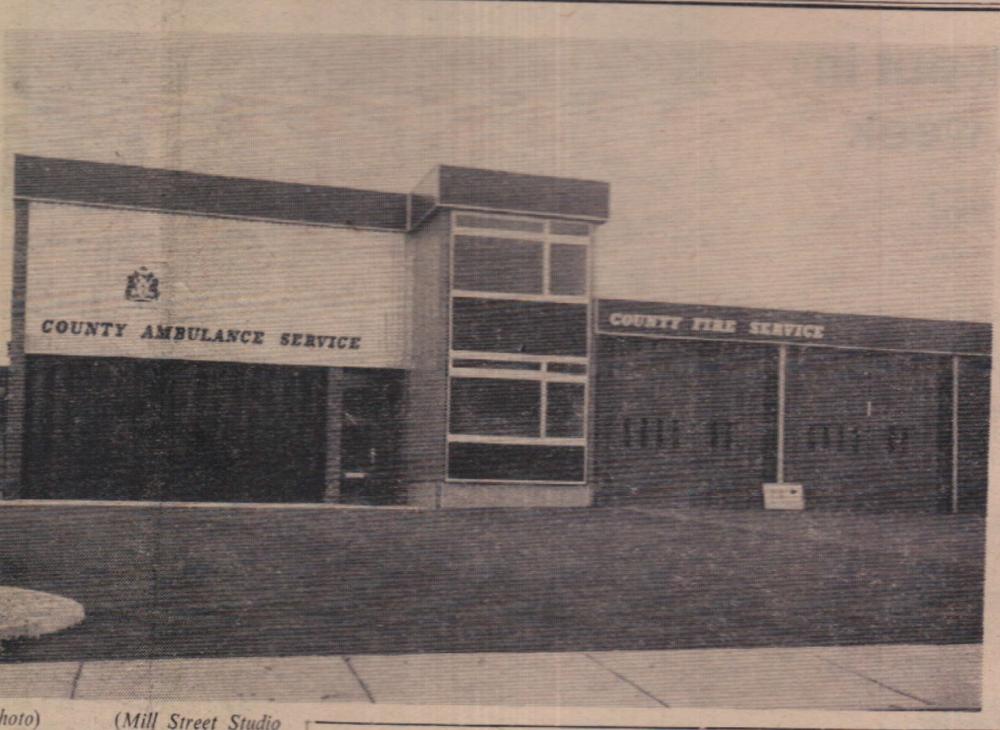 COUNTY AMBULANCE SERVICE
COUNTY FIRE SERVICE
hoto) (Mill Street Studio